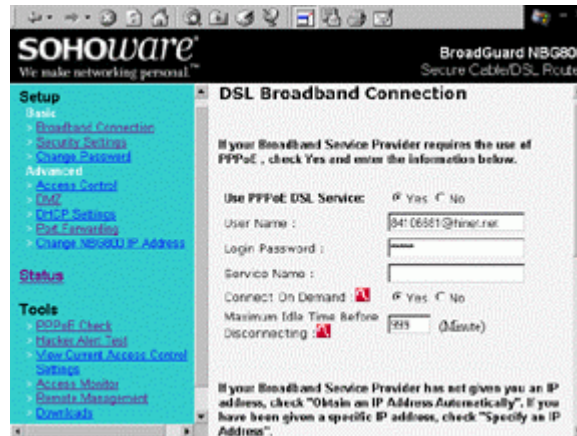 SOHOware
We make networking personal.™
BroadGuard NBG80
Secure Cable/DSL Route
Setup
Basic
> Broadband Connection
> Security Settings
> Change Password
Advanced
> Access Control
> DMZ
> DHCP Settings
> Port Forwarding
> Change NBG800 IP Address
Status
Tools
> PPPoE Check
> Hacker Alert Test
> View Current Access Control
Settings
> Access Monitor
> Remote Management
> Downloads
DSL Broadband Connection
If your Broadband Service Provider requires the use of
PPPoE , check Yes and enter the information below.
Use PPPoE DSL Service: Yes No
User Name : 84106681@hinet.net
Login Password :
Service Name :
Connect On Demand : Yes No
Maximum Idle Time Before
Disconnecting : 999 (Minute)
If your Broadband Service Provider has not given you an IP
address, check "Obtain an IP Address Automatically". If you
have been given a specific IP address, check "Specify an IP
Address".